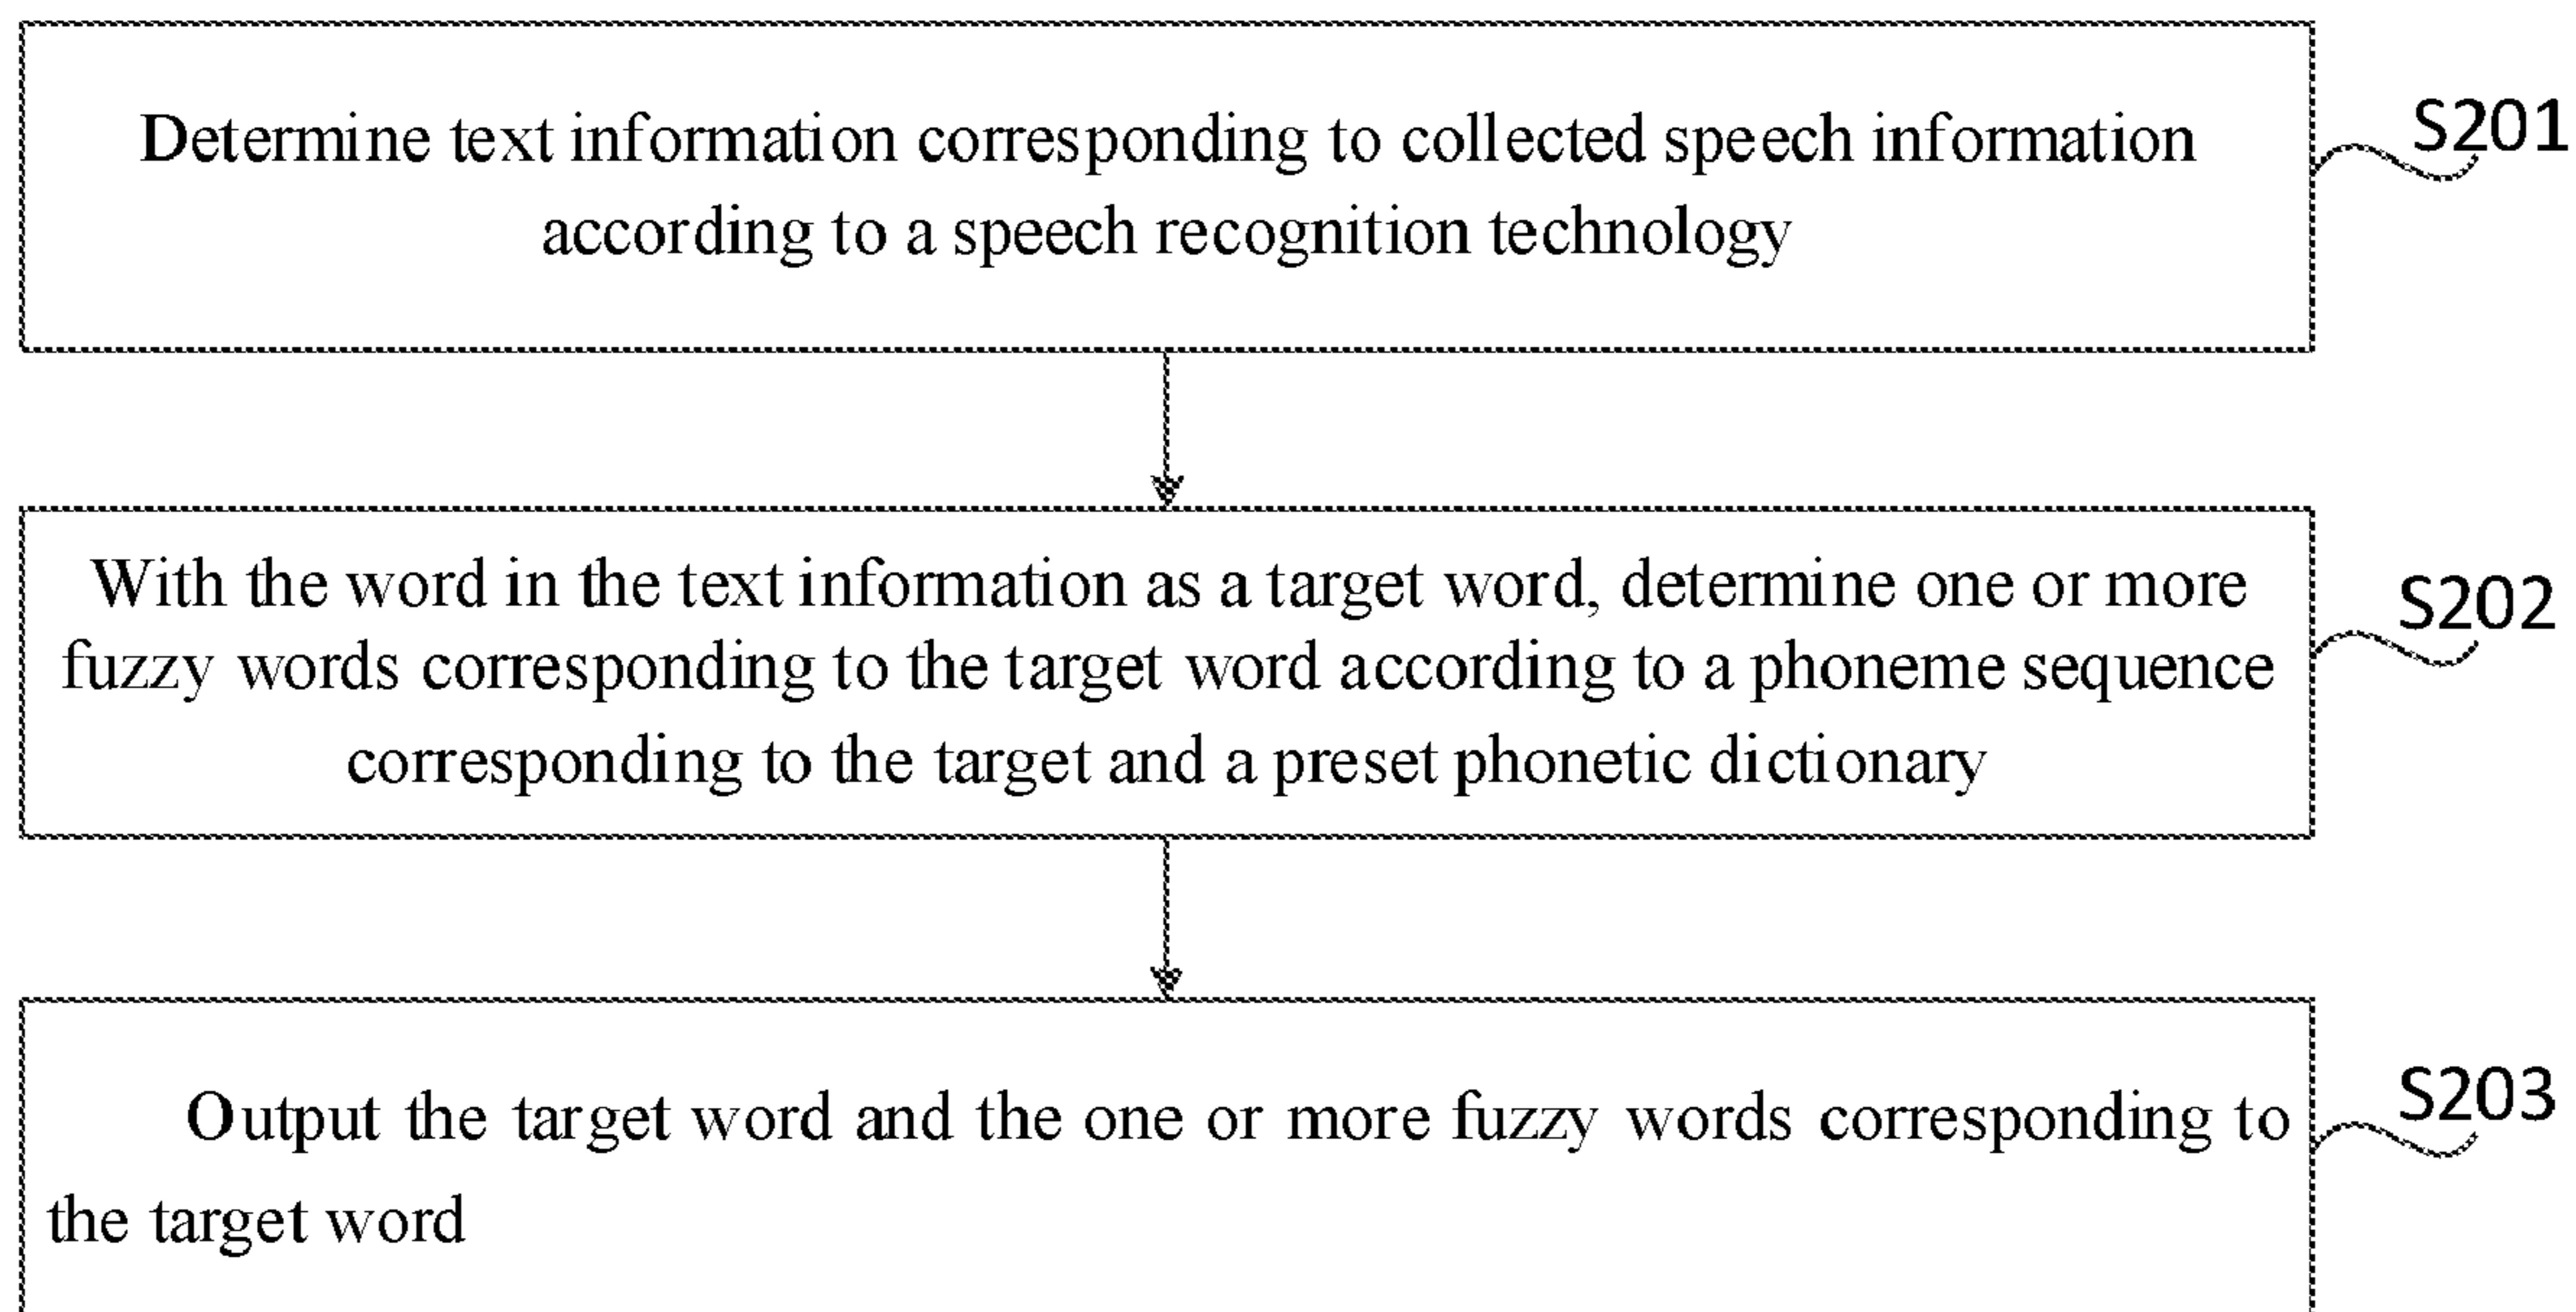 Determine text information corresponding to collected speech information
according to a speech recognition technology
S201
With the word in the text information as a target word, determine one or more
fuzzy words corresponding to the target word according to a phoneme sequence
corresponding to the target and a preset phonetic dictionary
S202
Output the target word and the one or more fuzzy words corresponding to
the target word
S203